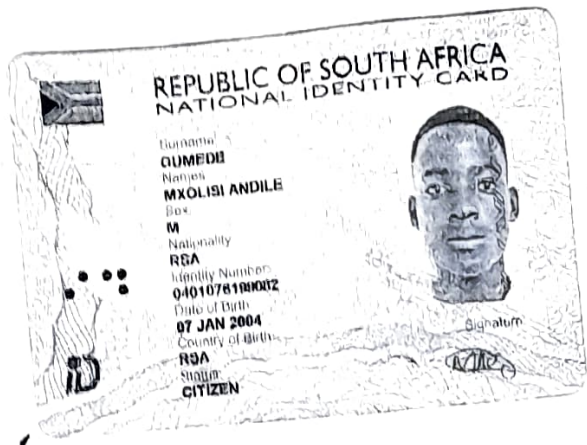 REPUBLIC OF SOUTH AFRICA
NATIONAL IDENTITY CARD
Surname
Names
MXOLISI ANDILE
Sex
M
Nationality
RSA
Identity Number
Date of Birth
07 JAN 2004
Country of Birth
RSA
Status
CITIZEN
Signature
iD